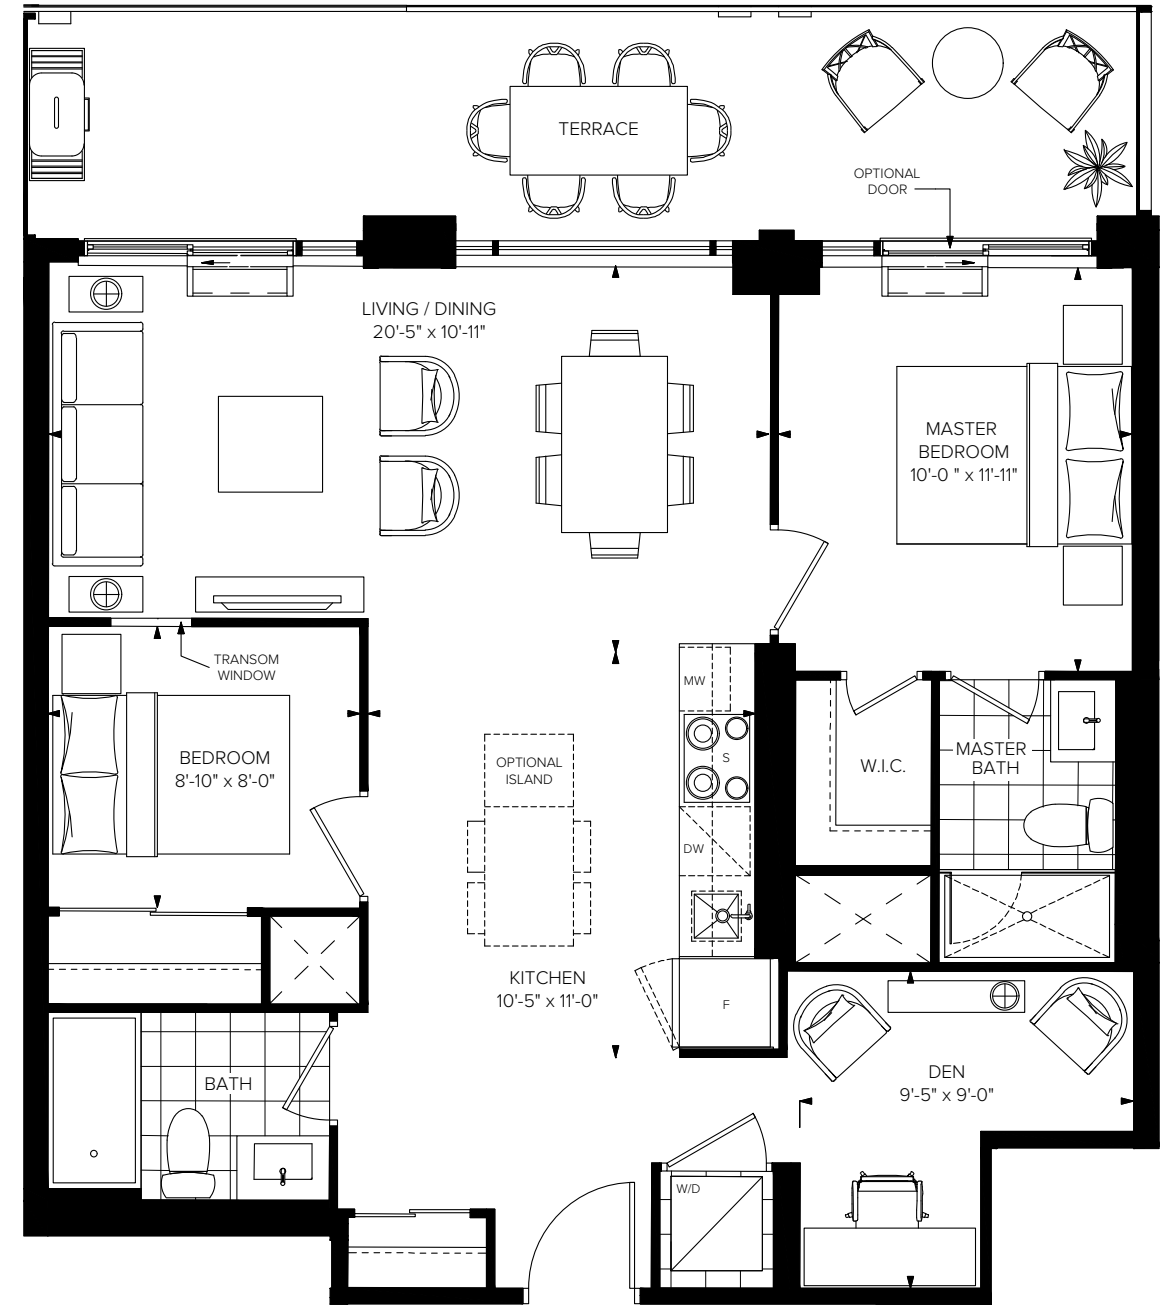 TERRACE
OPTIONAL
DOOR
LIVING / DINING
20'-5" x 10'-11"
MASTER
BEDROOM
10'-0 " x 11'-11"
TRANSOM
WINDOW
MW
BEDROOM
8'-10" x 8'-0"
OPTIONAL
ISLAND
S
W.I.C.
MASTER
BATH
DW
KITCHEN
10'-5" x 11'-0"
F
BATH
DEN
9'-5" x 9'-0"
W/D